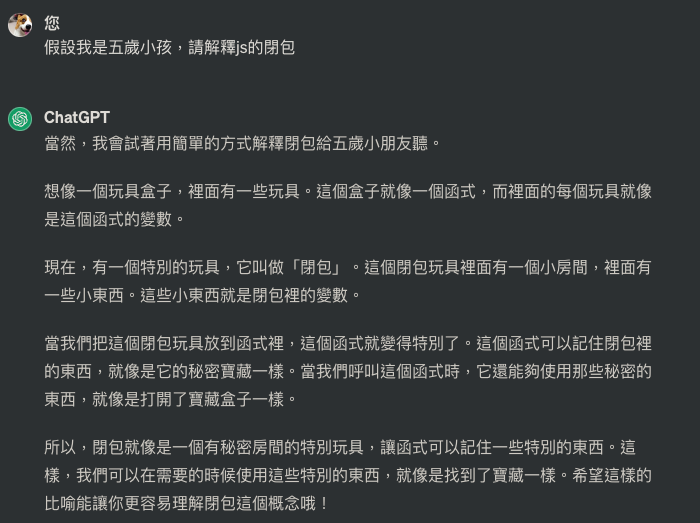 您
假設我是五歲小孩，請解釋js的閉包
ChatGPT
當然，我會試著用簡單的方式解釋閉包給五歲小朋友聽。
想像一個玩具盒子，裡面有一些玩具。這個盒子就像一個函式，而裡面的每個玩具就像
是這個函式的變數。
現在，有一個特別的玩具，它叫做「閉包」。這個閉包玩具裡面有一個小房間，裡面有
一些小東西。這些小東西就是閉包裡的變數。
當我們把這個閉包玩具放到函式裡，這個函式就變得特別了。這個函式可以記住閉包裡
的東西，就像是它的秘密寶藏一樣。當我們呼叫這個函式時，它還能夠使用那些秘密的
東西，就像是打開了寶藏盒子一樣。
所以，閉包就像是一個有秘密房間的特別玩具，讓函式可以記住一些特別的東西。這
樣，我們可以在需要的時候使用這些特別的東西，就像是找到了寶藏一樣。希望這樣的
比喻能讓你更容易理解閉包這個概念哦！